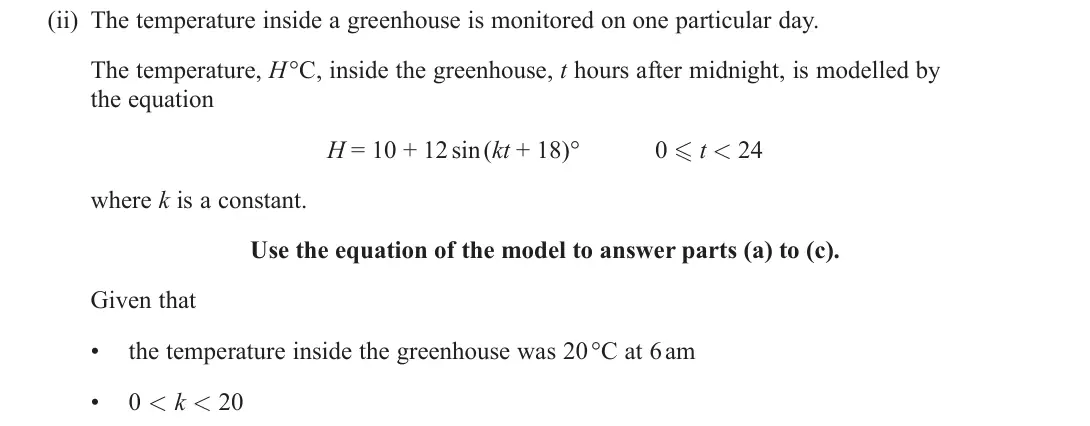 (ii) The temperature inside a greenhouse is monitored on one particular day.
The temperature, H°C, inside the greenhouse, t hours after midnight, is modelled by
the equation
H = 10 + 12 sin (kt + 18)° 0 ⩽ t < 24
where k is a constant.
Use the equation of the model to answer parts (a) to (c).
Given that
• the temperature inside the greenhouse was 20 °C at 6 am
• 0 < k < 20